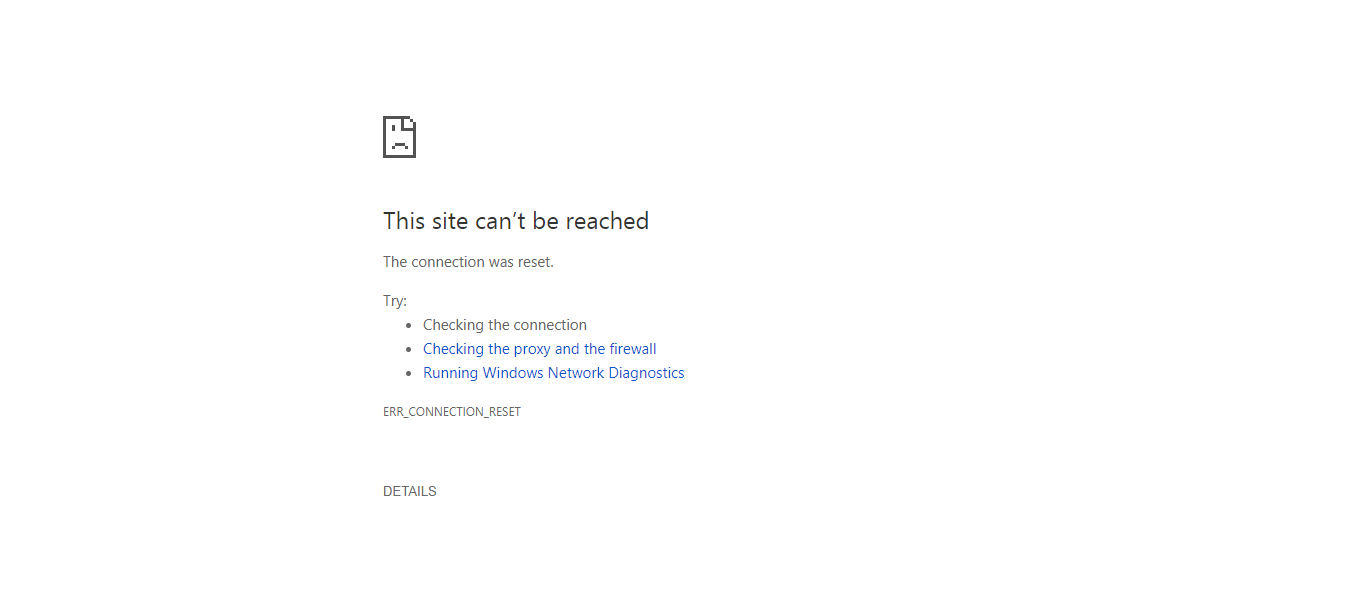 This site can’t be reached
The connection was reset.
Try:
• Checking the connection
• Checking the proxy and the firewall
• Running Windows Network Diagnostics
ERR_CONNECTION_RESET
DETAILS